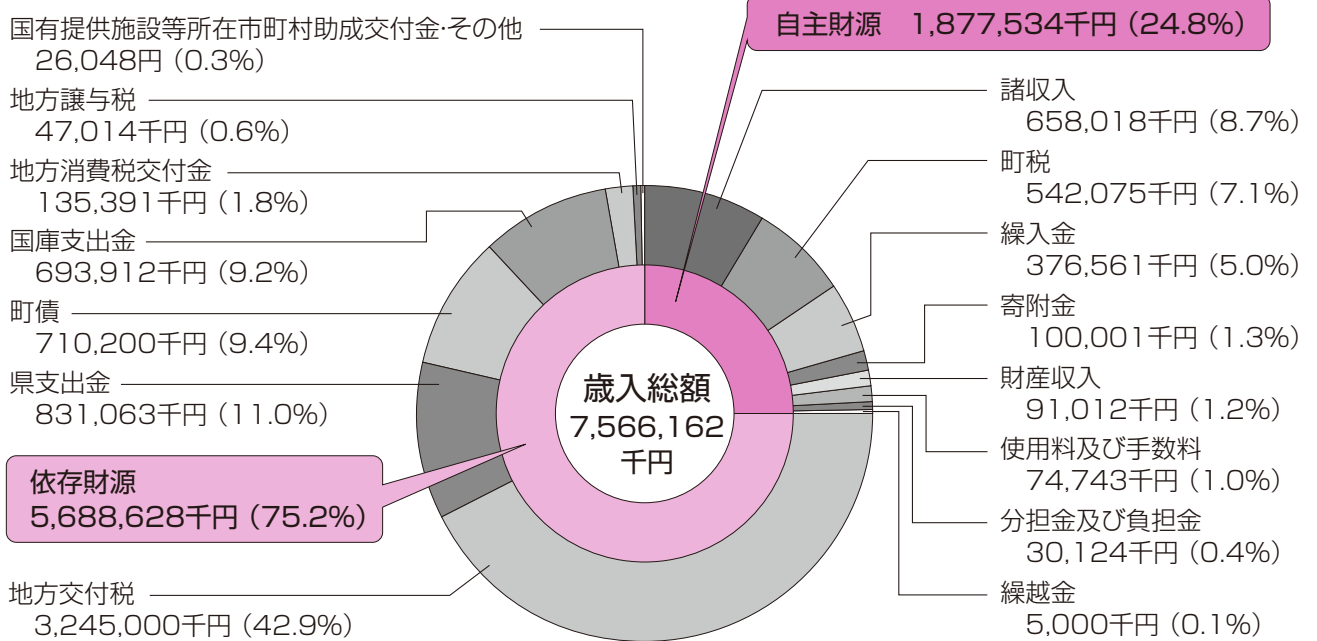 国有提供施設等所在市町村助成交付金・その他
26,048円（0.3%）
地方譲与税
47,014千円（0.6%）
地方消費税交付金
135,391千円（1.8%）
国庫支出金
693,912千円（9.2%）
町債
710,200千円（9.4%）
県支出金
831,063千円（11.0%）
依存財源
5,688,628千円（75.2%）
地方交付税
3,245,000千円（42.9%）
歳入総額
7,566,162
千円
自主財源　1,877,534千円（24.8%）
諸収入
658,018千円（8.7%）
町税
542,075千円（7.1%）
繰入金
376,561千円（5.0%）
寄附金
100,001千円（1.3%）
財産収入
91,012千円（1.2%）
使用料及び手数料
74,743千円（1.0%）
分担金及び負担金
30,124千円（0.4%）
繰越金
5,000千円（0.1%）